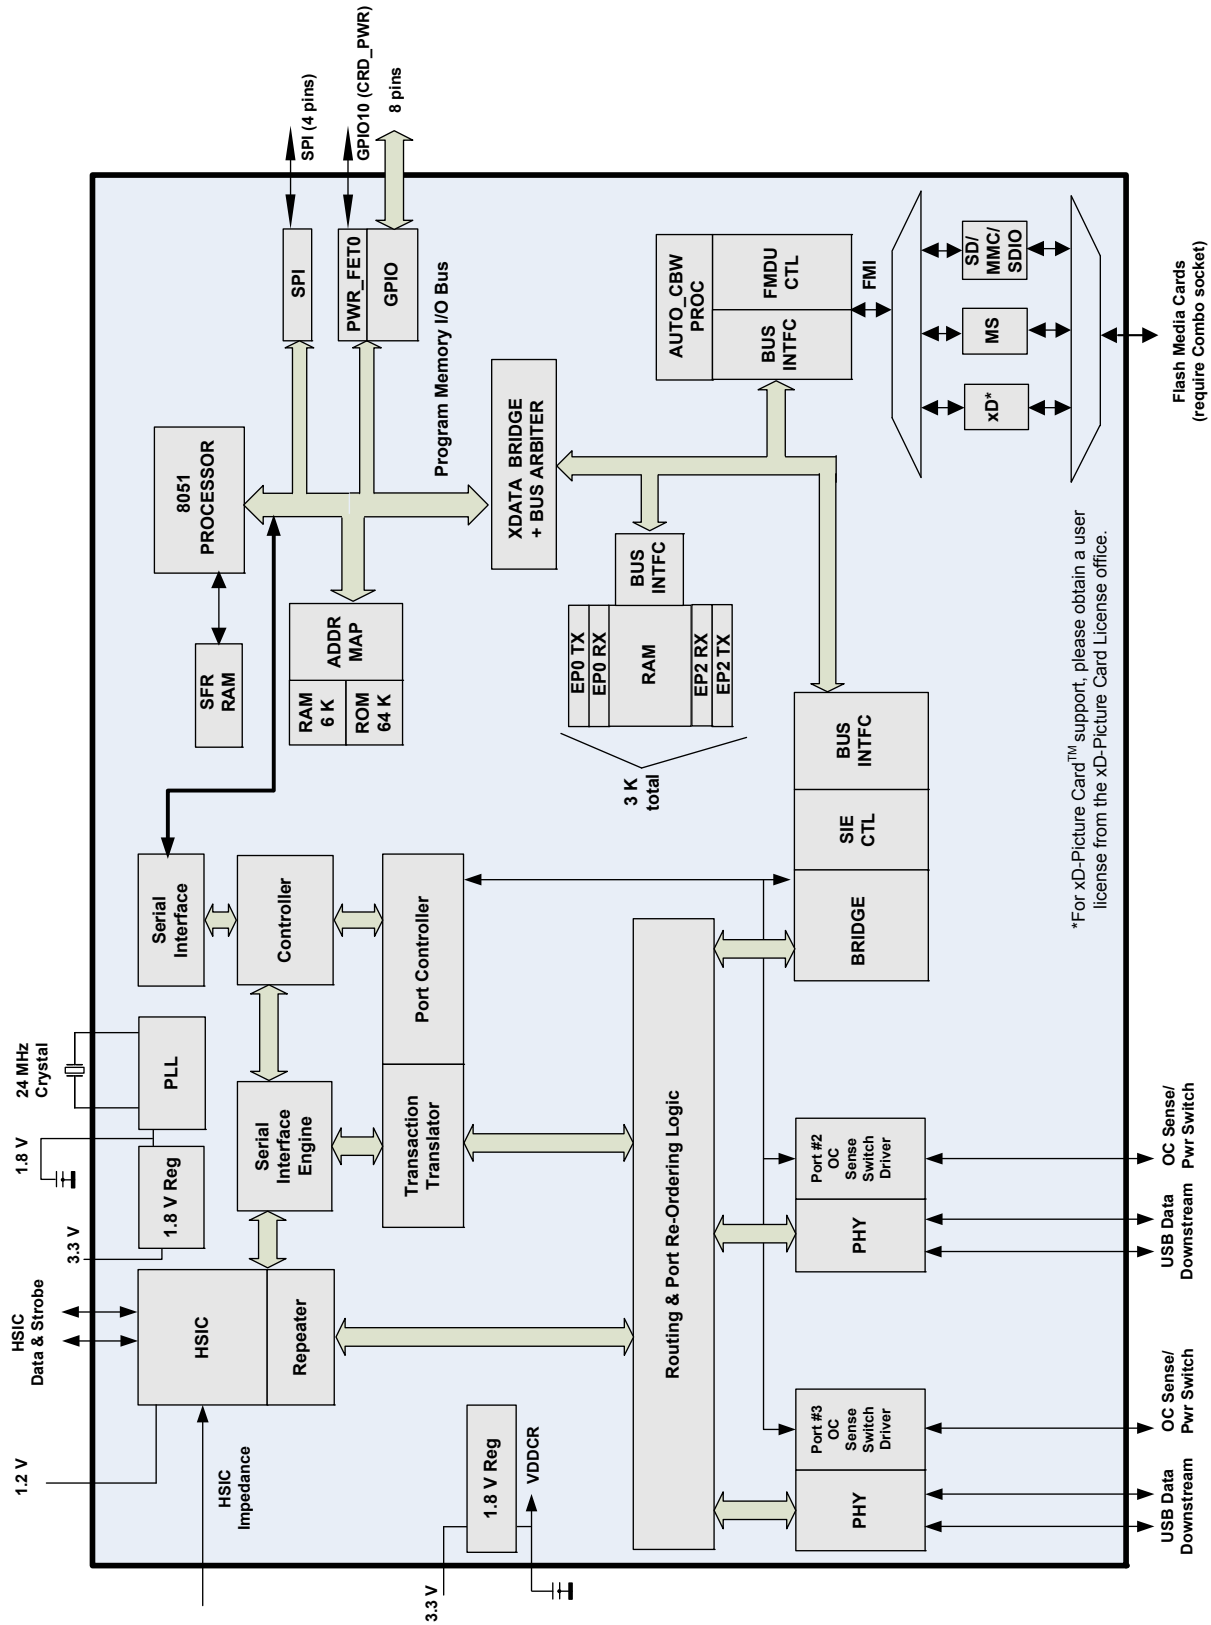 1.2 V
HSIC
Data & Strobe
3.3 V
1.8 V
24 MHz
Crystal
HSIC
Impedance
HSIC
Repeater
1.8 V Reg
PLL
Serial
Interface
Serial
Interface
Engine
Controller
Transaction
Translator
Port Controller
SFR
RAM
8051
PROCESSOR
RAM
6 K
ROM
64 K
ADDR
MAP
SPI
SPI (4 pins)
PWR_FET0
GPIO
GPIO10 (CRD_PWR)
8 pins
Program Memory I/O Bus
3.3 V
1.8 V Reg
VDDCR
XDATA BRIDGE
+ BUS ARBITER
3 K
total
EP0 TX
EP0 RX
RAM
EP2 RX
EP2 TX
BUS
INTFC
Routing & Port Re-Ordering Logic
AUTO_CBW
PROC
BUS
INTFC
FMDU
CTL
FMI
PHY
Port #3
OC
Sense
Switch
Driver
PHY
Port #2
OC
Sense
Switch
Driver
BRIDGE
SIE
CTL
BUS
INTFC
xD*
MS
SD/
MMC/
SDIO
*For xD-Picture Card™ support, please obtain a user
license from the xD-Picture Card License office.
USB Data
Downstream
OC Sense/
Pwr Switch
USB Data
Downstream
OC Sense/
Pwr Switch
Flash Media Cards
(require Combo socket)